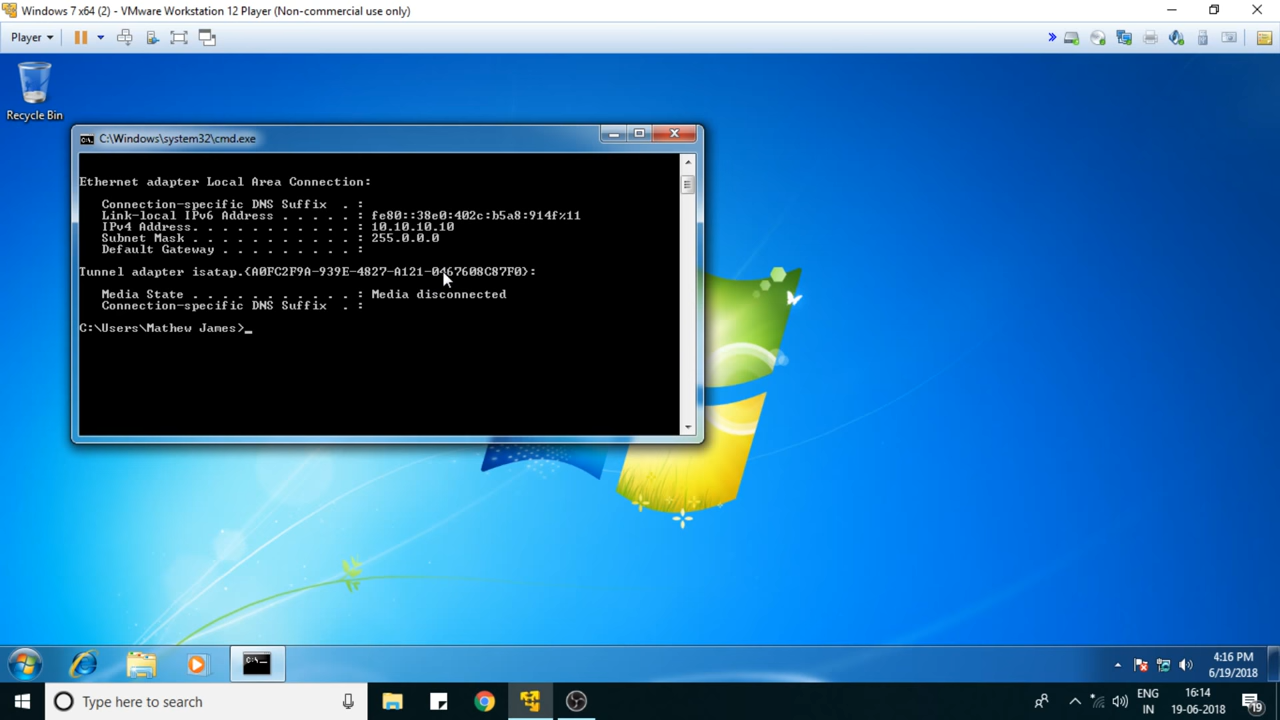 Windows 7 x64 (2) - VMware Workstation 12 Player (Non-commercial use only)
Player
Recycle Bin
C:\Windows\system32\cmd.exe
Ethernet adapter Local Area Connection:
Connection-specific DNS Suffix . :
Link-local IPv6 Address . . . . . : fe80::38e0:402c:b5a8:914f%11
IPv4 Address. . . . . . . . . . . : 10.10.10.10
Subnet Mask . . . . . . . . . . . : 255.0.0.0
Default Gateway . . . . . . . . . :
Tunnel adapter isatap.{A0FC2F9A-939E-4827-A121-0467608C87F0}:
Media State . . . . . . . . . . . : Media disconnected
Connection-specific DNS Suffix . :
C:\Users\Mathew James>_
4:16 PM
6/19/2018
Type here to search
ENG
IN
16:14
19-06-2018
19